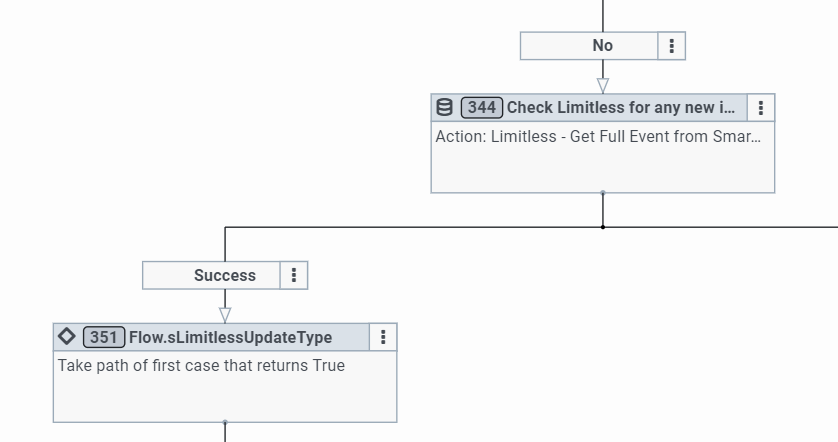 No
344 Check Limitless for any new i...
Action: Limitless - Get Full Event from Smar...
Success
351 Flow.sLimitlessUpdateType
Take path of first case that returns True